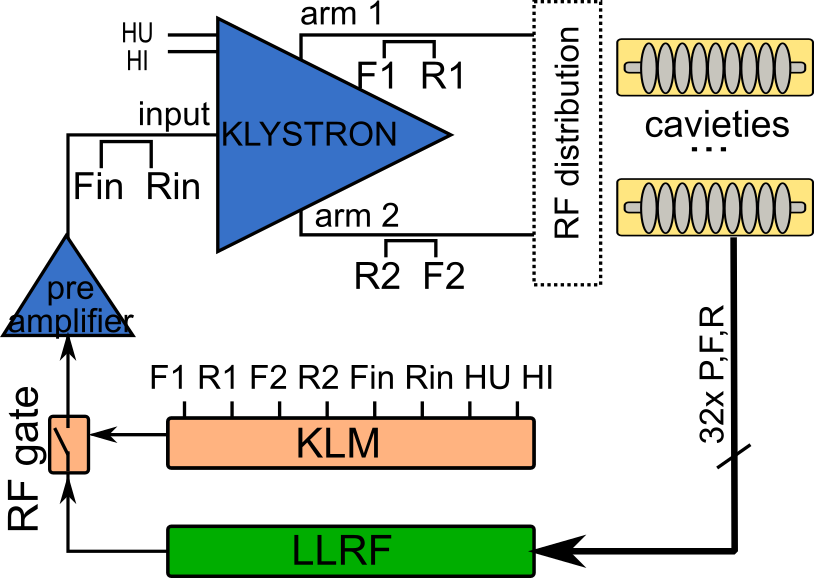 arm 1
HU
HI
F1 R1
input
KLYSTRON
Fin Rin
arm 2
R2 F2
RF distribution
cavieties
...
pre
amplifier
32x P,F,R
F1 R1 F2 R2 Fin Rin HU HI
KLM
RF gate
LLRF